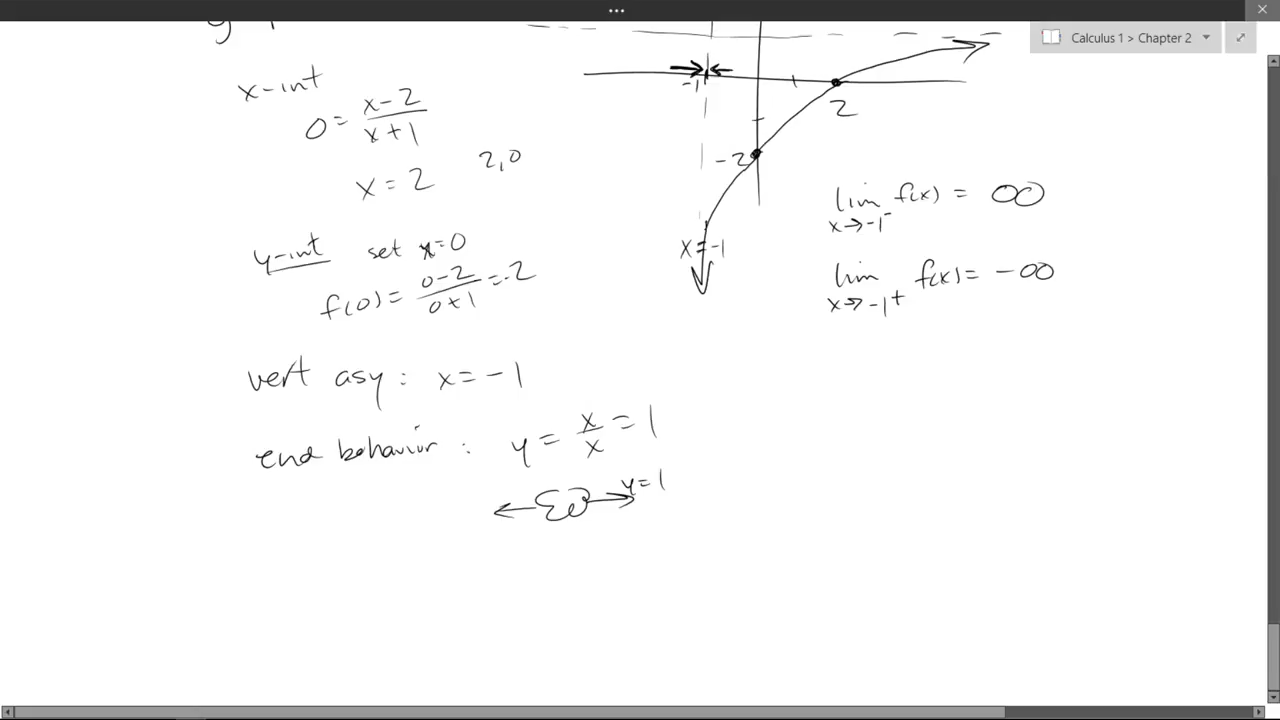 Calculus 1 > Chapter 2
x-int
0 = x-2 / x+1
x = 2 2,0
y-int set x=0
f(0) = 0-2 / 0+1 = -2
vert asy: x = -1
end behavior: y = x/x = 1
y=1
-1
2
-2
x=-1
lim x→-1⁻ f(x) = ∞
lim x→-1⁺ f(x) = -∞